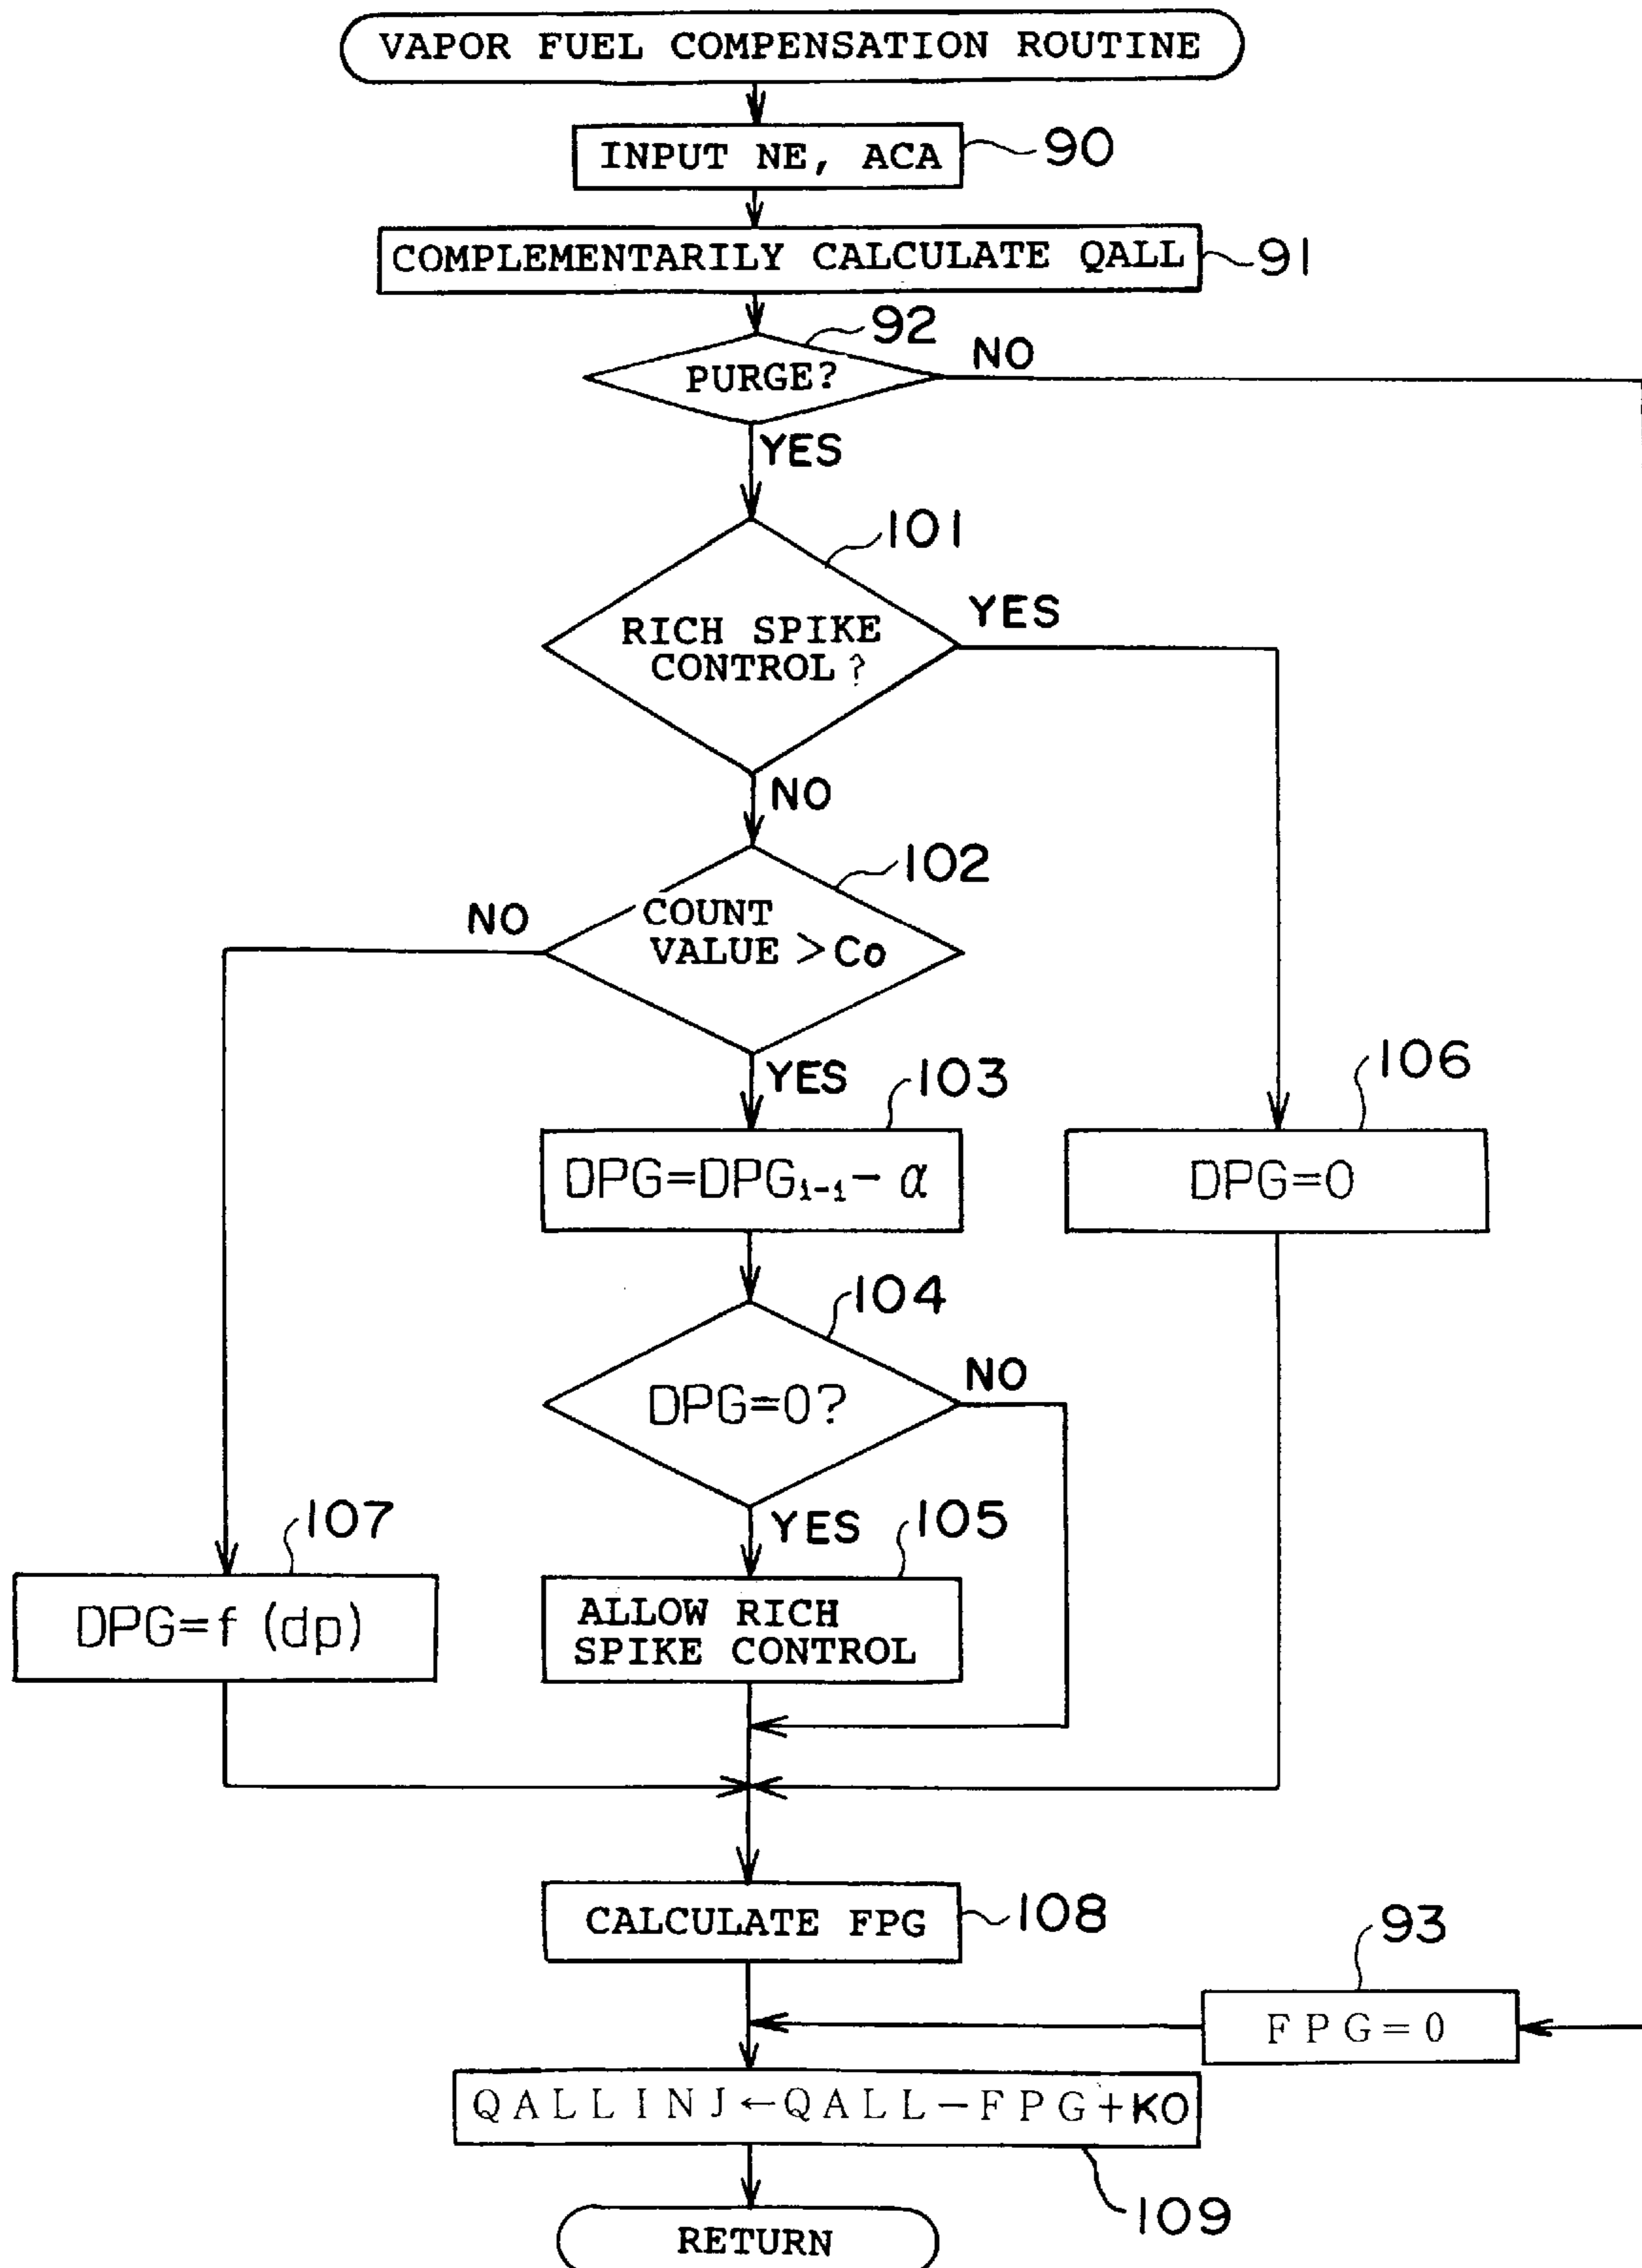 VAPOR FUEL COMPENSATION ROUTINE
INPUT NE, ACA
90
COMPLEMENTARILY CALCULATE QALL
91
92
PURGE?
NO
YES
101
RICH SPIKE
CONTROL?
YES
NO
102
COUNT
VALUE >Co
NO
YES
103
DPG=DPG₁₋₁- α
106
DPG=0
104
DPG=0?
NO
YES
105
ALLOW RICH
SPIKE CONTROL
107
DPG=f (dp)
CALCULATE FPG
108
93
FPG=0
QALLINJ←QALL-FPG+KO
109
RETURN